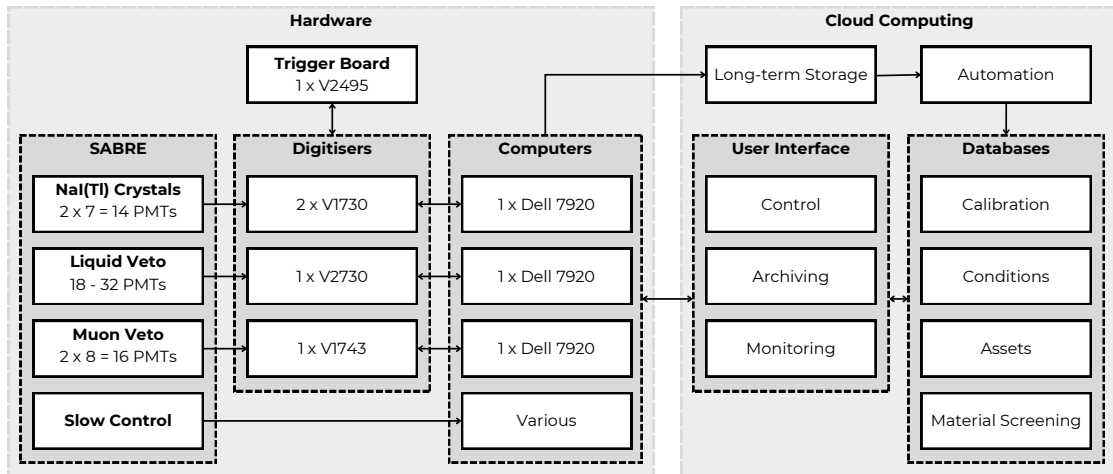 Hardware
Cloud Computing
Trigger Board
1 x V2495
Long-term Storage
Automation
SABRE
Digitisers
Computers
User Interface
Databases
NaI(Tl) Crystals
2 x 7 = 14 PMTs
2 x V1730
1 x Dell 7920
Control
Calibration
Liquid Veto
18 - 32 PMTs
1 x V2730
1 x Dell 7920
Archiving
Conditions
Muon Veto
2 x 8 = 16 PMTs
1 x V1743
1 x Dell 7920
Monitoring
Assets
Slow Control
Various
Material Screening